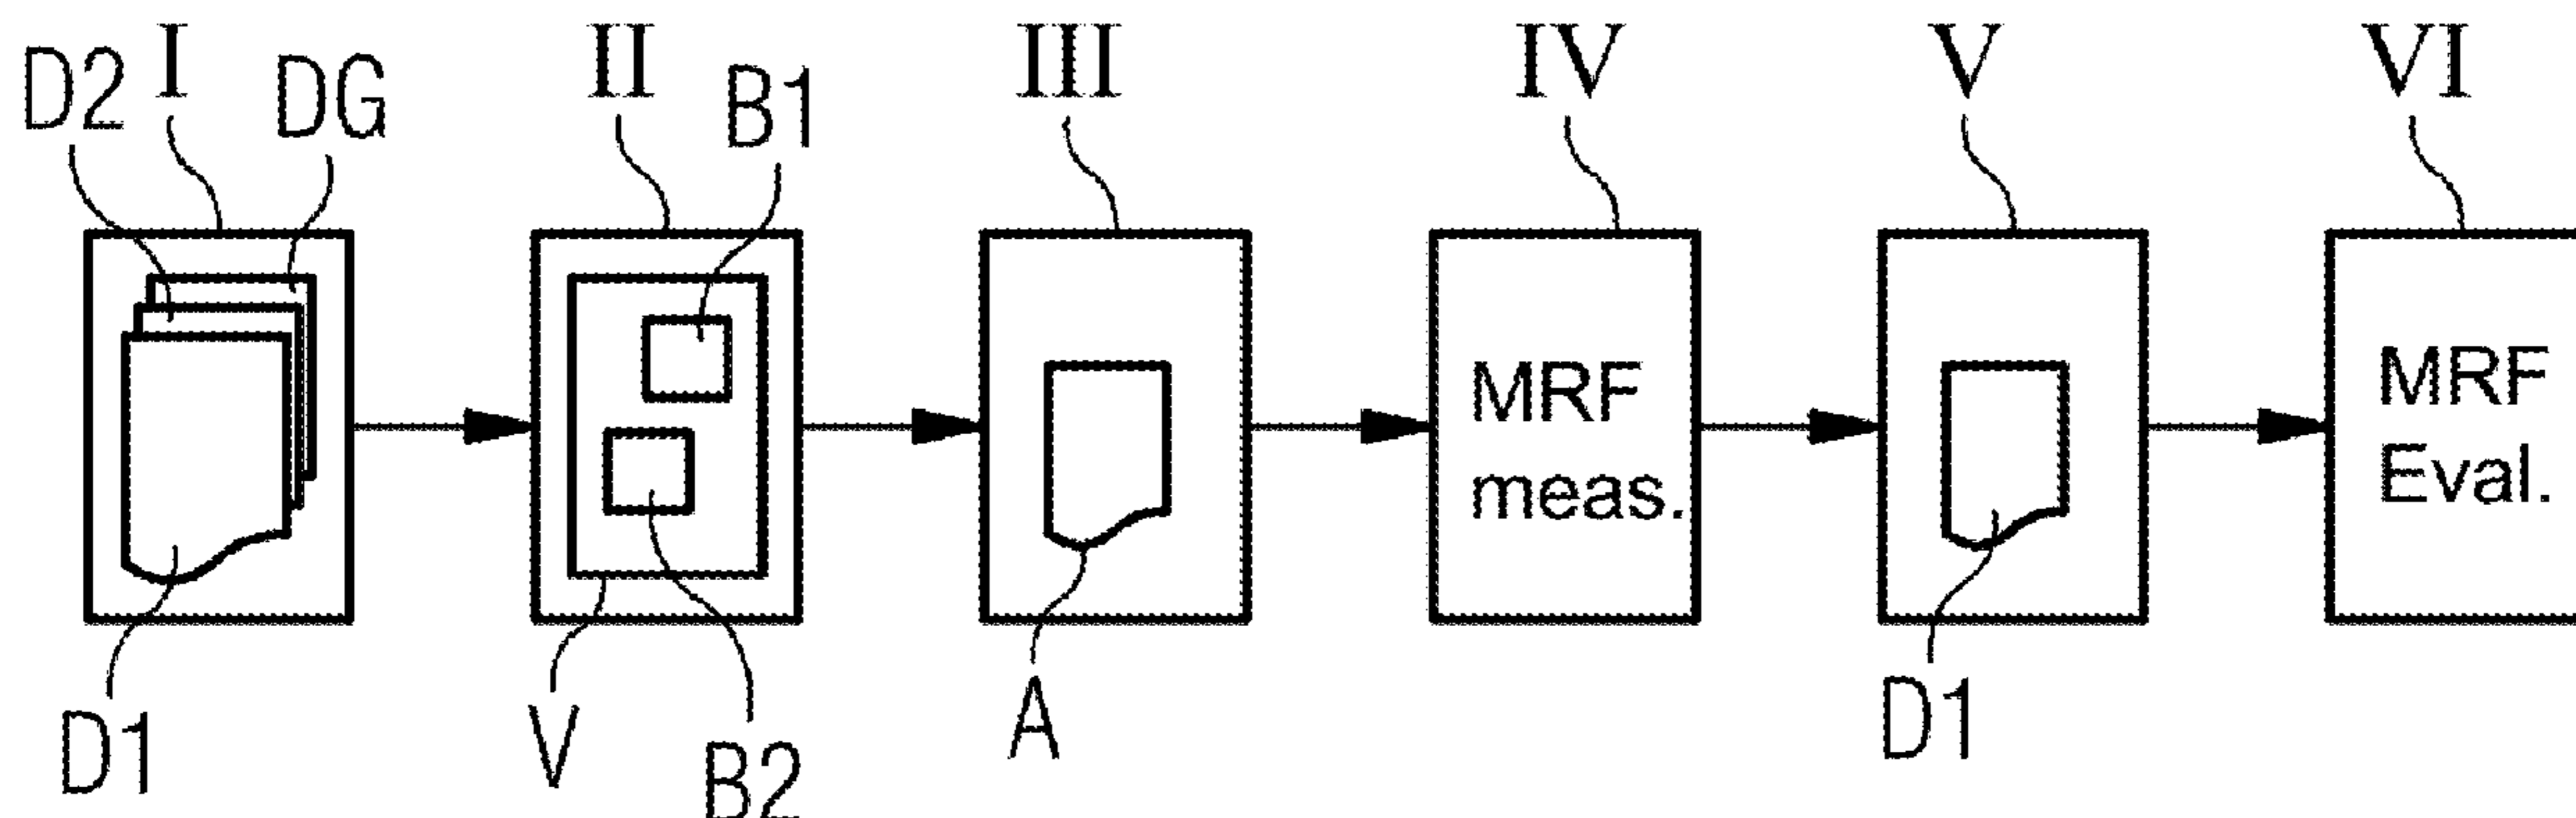 I
II
III
IV
V
VI
D2
DG
B1
MRF
meas.
MRF
Eval.
D1
V
B2
A
D1